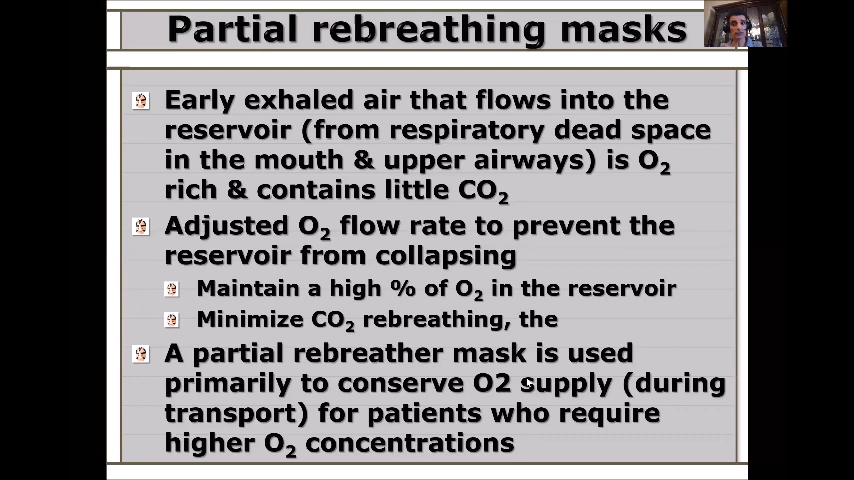 Partial rebreathing masks
Early exhaled air that flows into the
reservoir (from respiratory dead space
in the mouth & upper airways) is O₂
rich & contains little CO₂
Adjusted O₂ flow rate to prevent the
reservoir from collapsing
Maintain a high % of O₂ in the reservoir
Minimize CO₂ rebreathing, the
A partial rebreather mask is used
primarily to conserve O2 supply (during
transport) for patients who require
higher O₂ concentrations